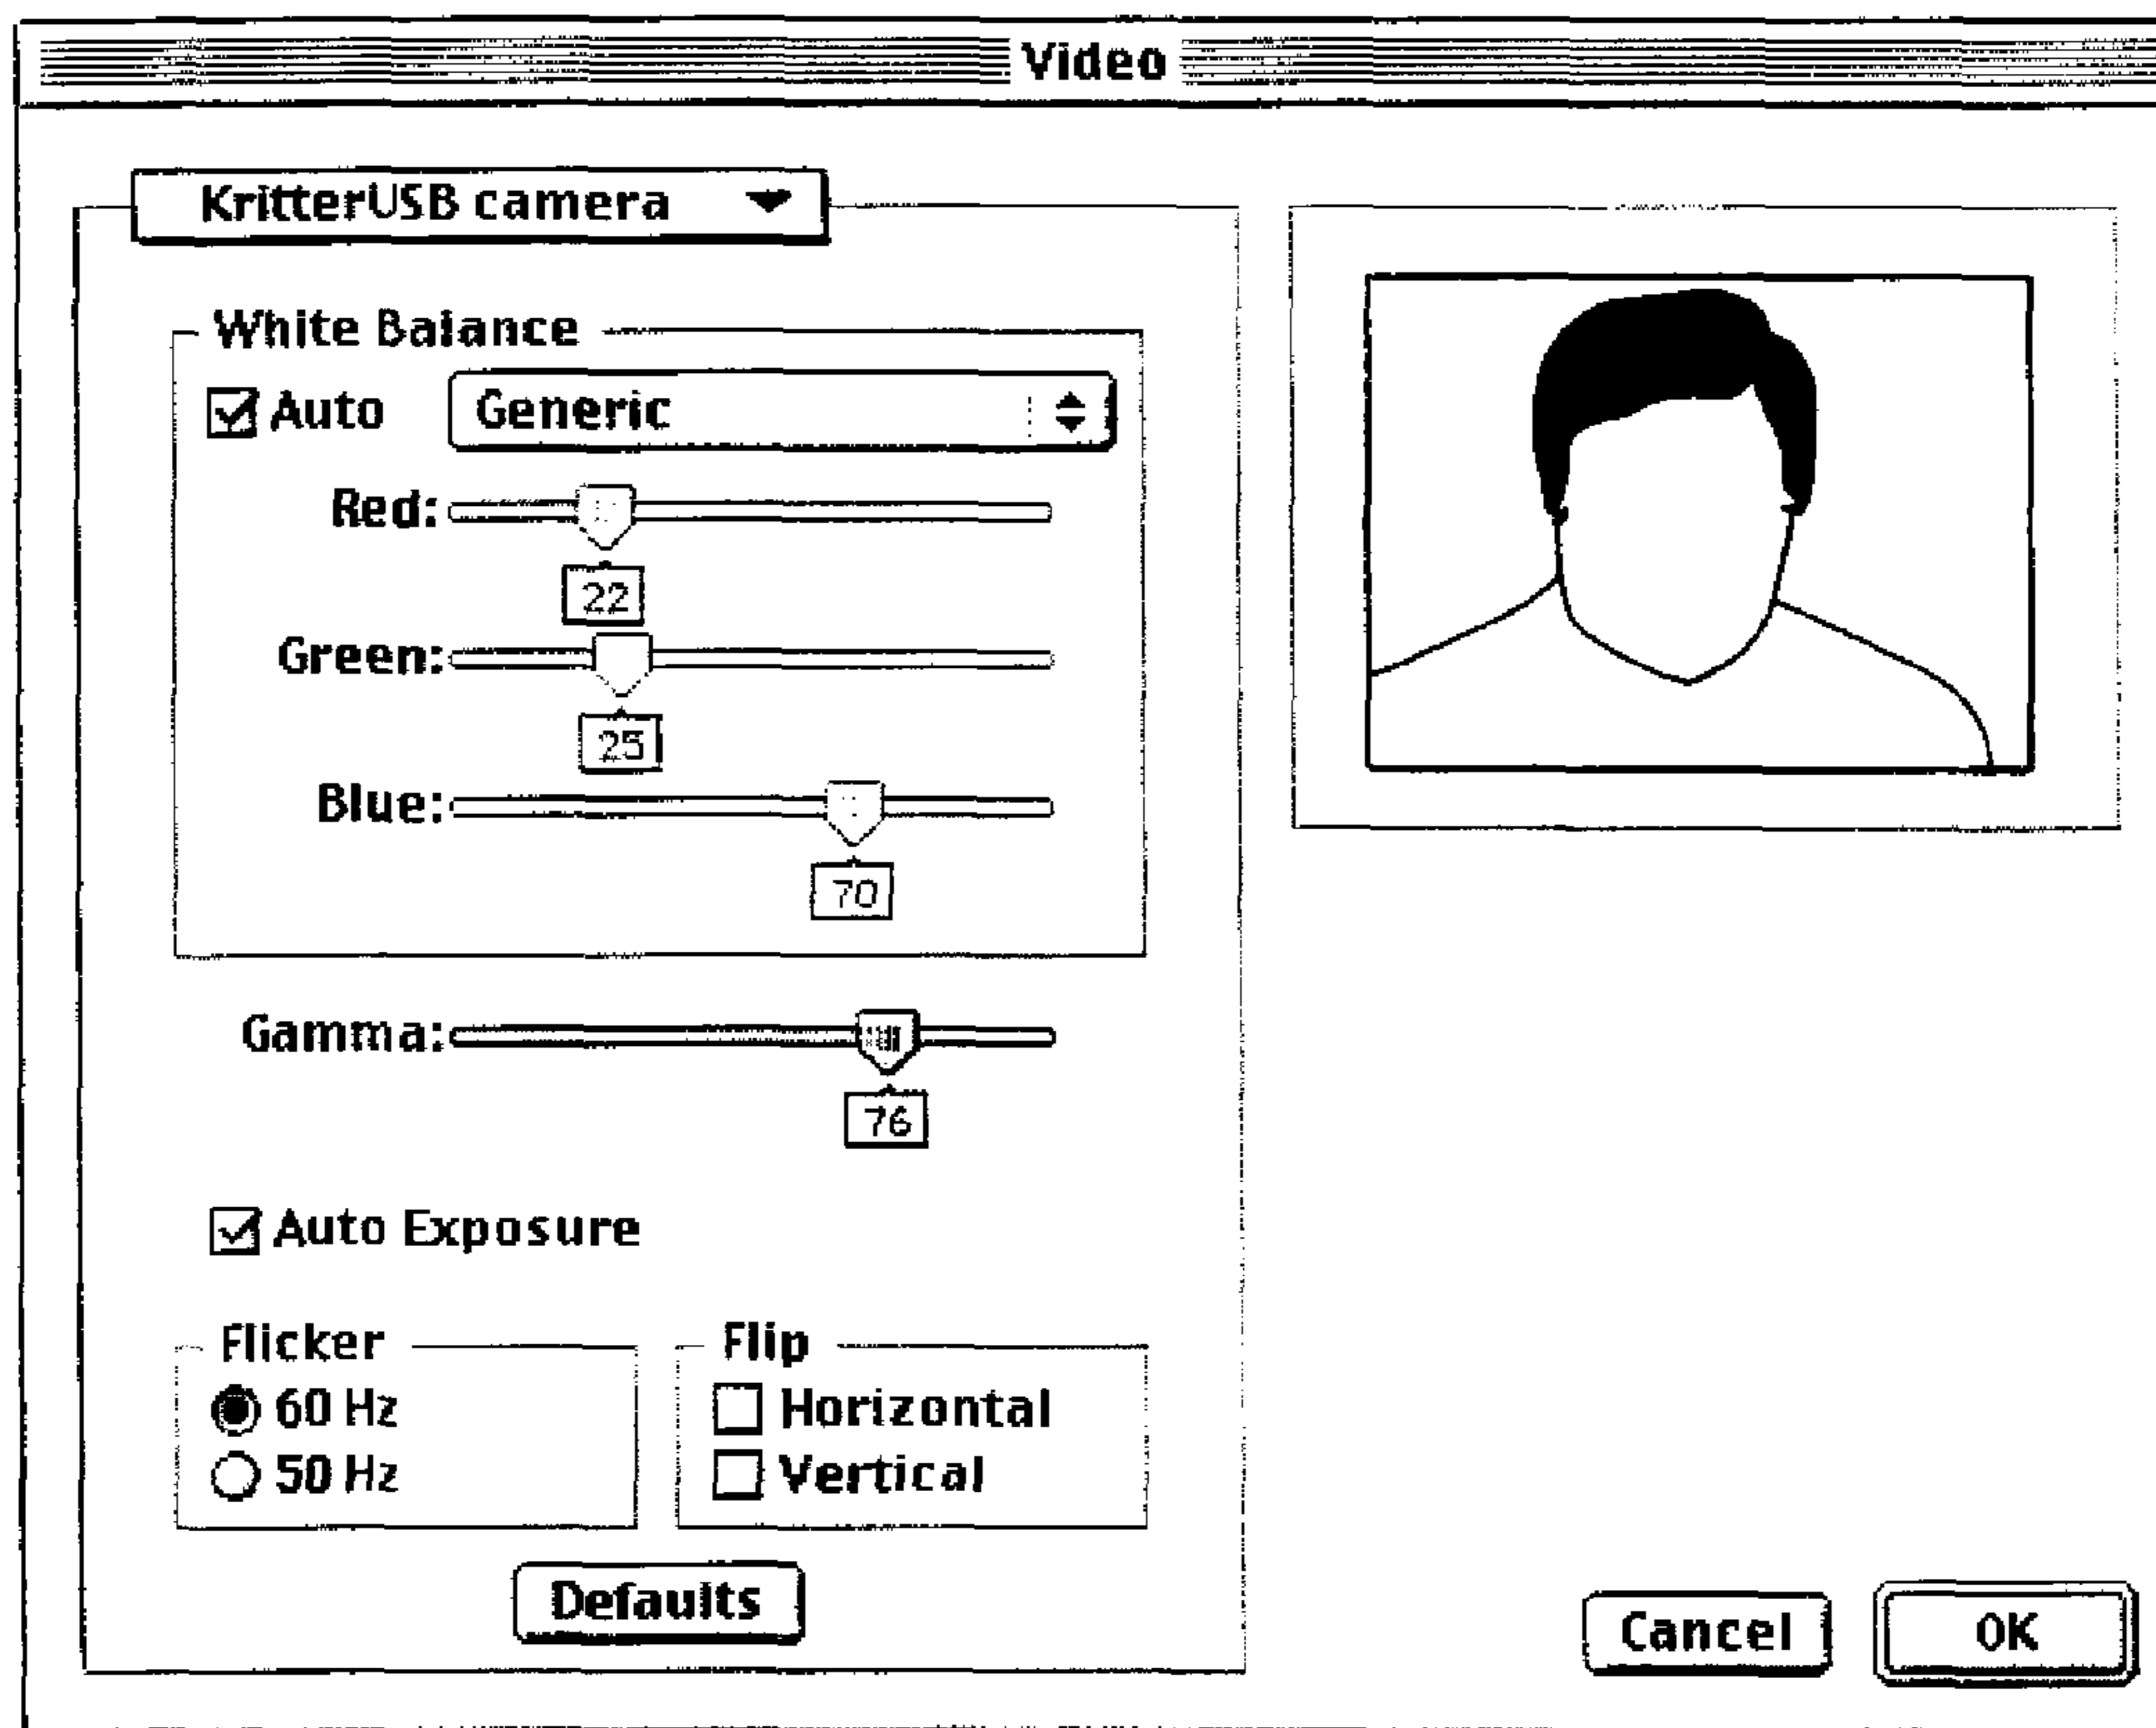 Video
KritterUSB camera
White Balance
Auto
Generic
Red:
22
Green:
25
Blue:
70
Gamma:
76
Auto Exposure
Flicker
60 Hz
50 Hz
Flip
Horizontal
Vertical
Defaults
Cancel
OK